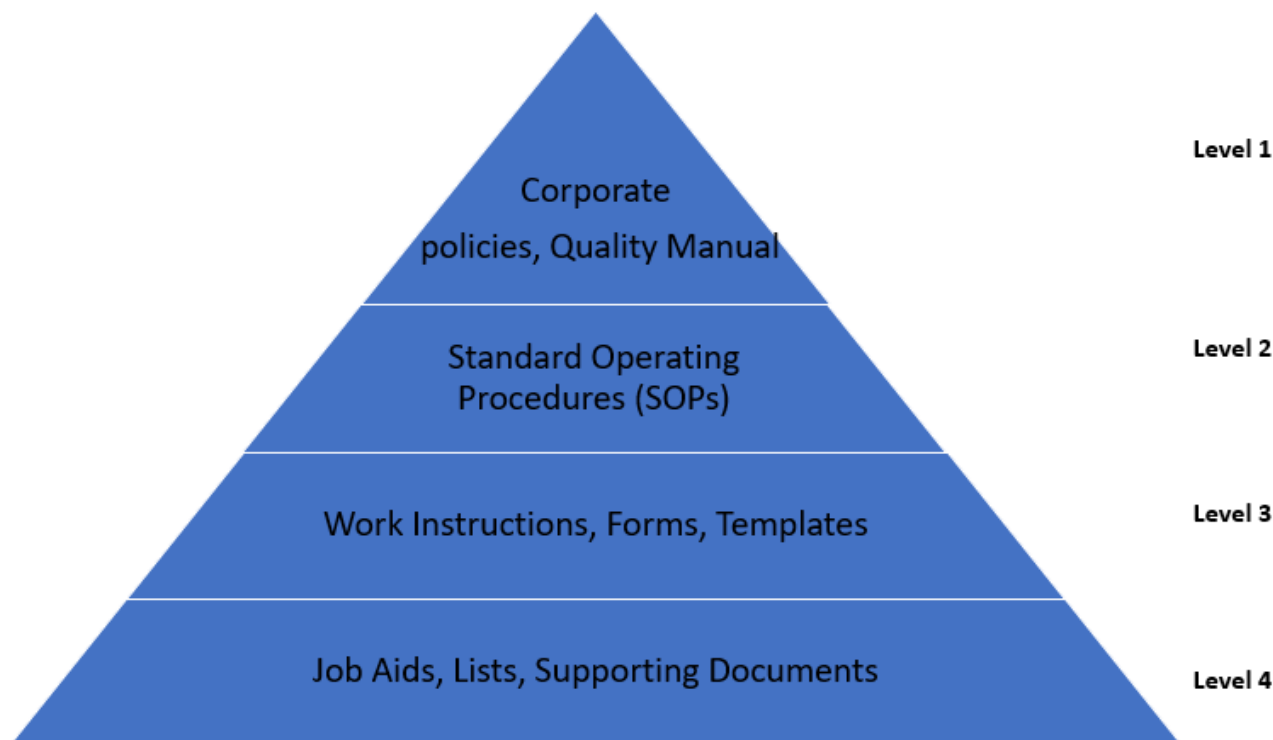 Level 1
Corporate
policies, Quality Manual
Level 2
Standard Operating
Procedures (SOPs)
Level 3
Work Instructions, Forms, Templates
Level 4
Job Aids, Lists, Supporting Documents